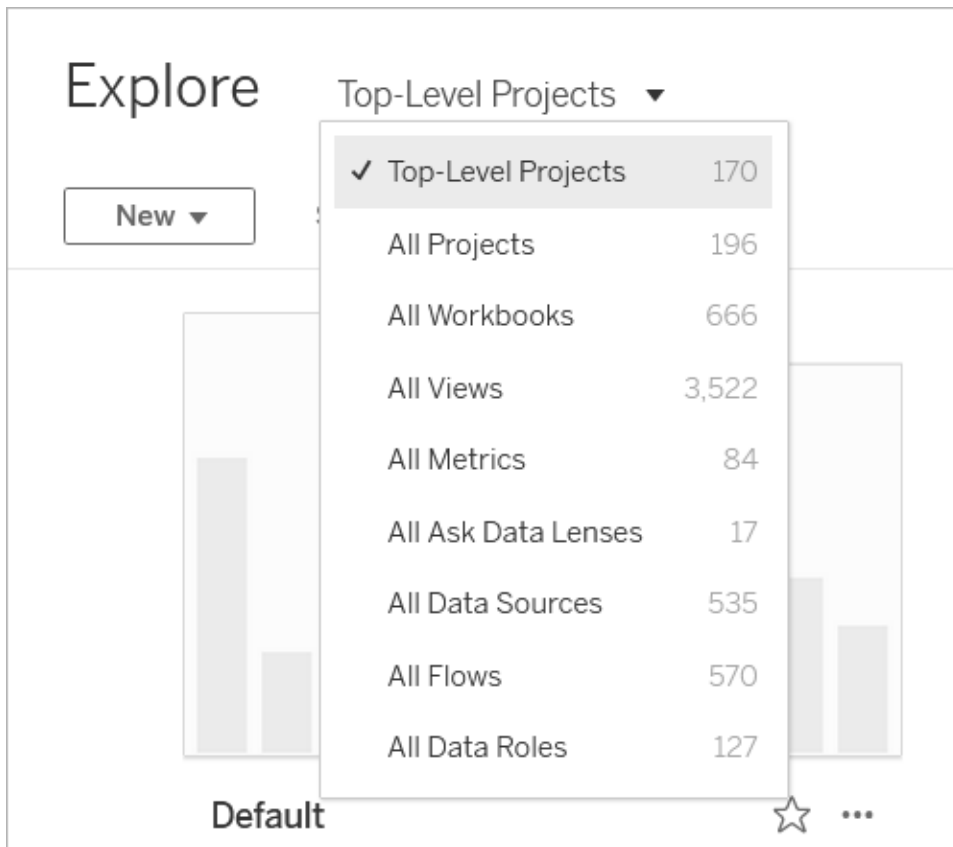 Explore Top-Level Projects
Top-Level Projects 170
New
All Projects 196
All Workbooks 666
All Views 3,522
All Metrics 84
All Ask Data Lenses 17
All Data Sources 535
All Flows 570
All Data Roles 127
Default